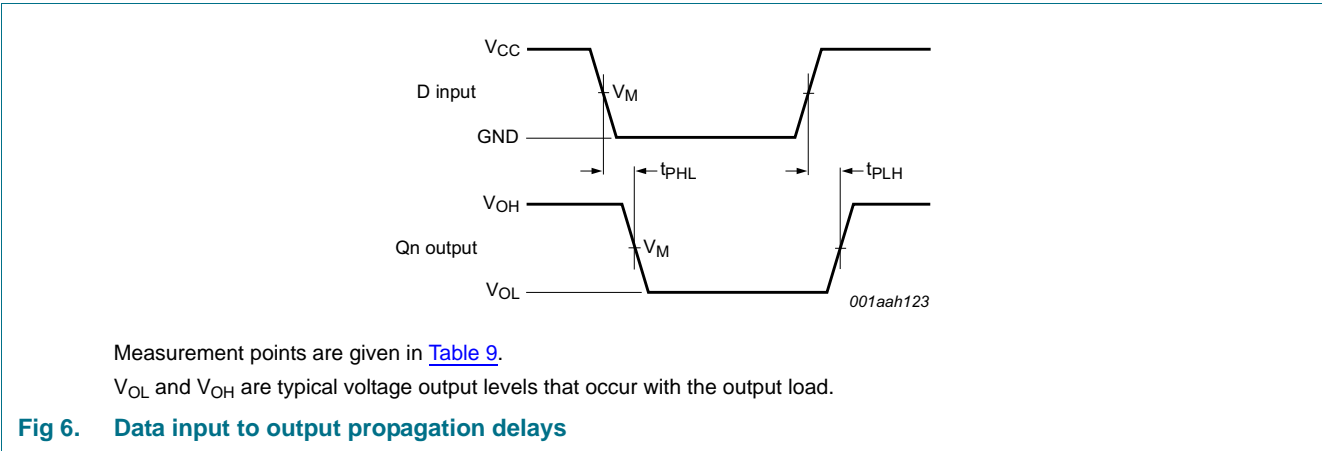 VCC
D input
VM
GND
tPHL
tPLH
VOH
Qn output
VM
VOL
001aah123
Measurement points are given in Table 9.
VOL and VOH are typical voltage output levels that occur with the output load.
Fig 6. Data input to output propagation delays